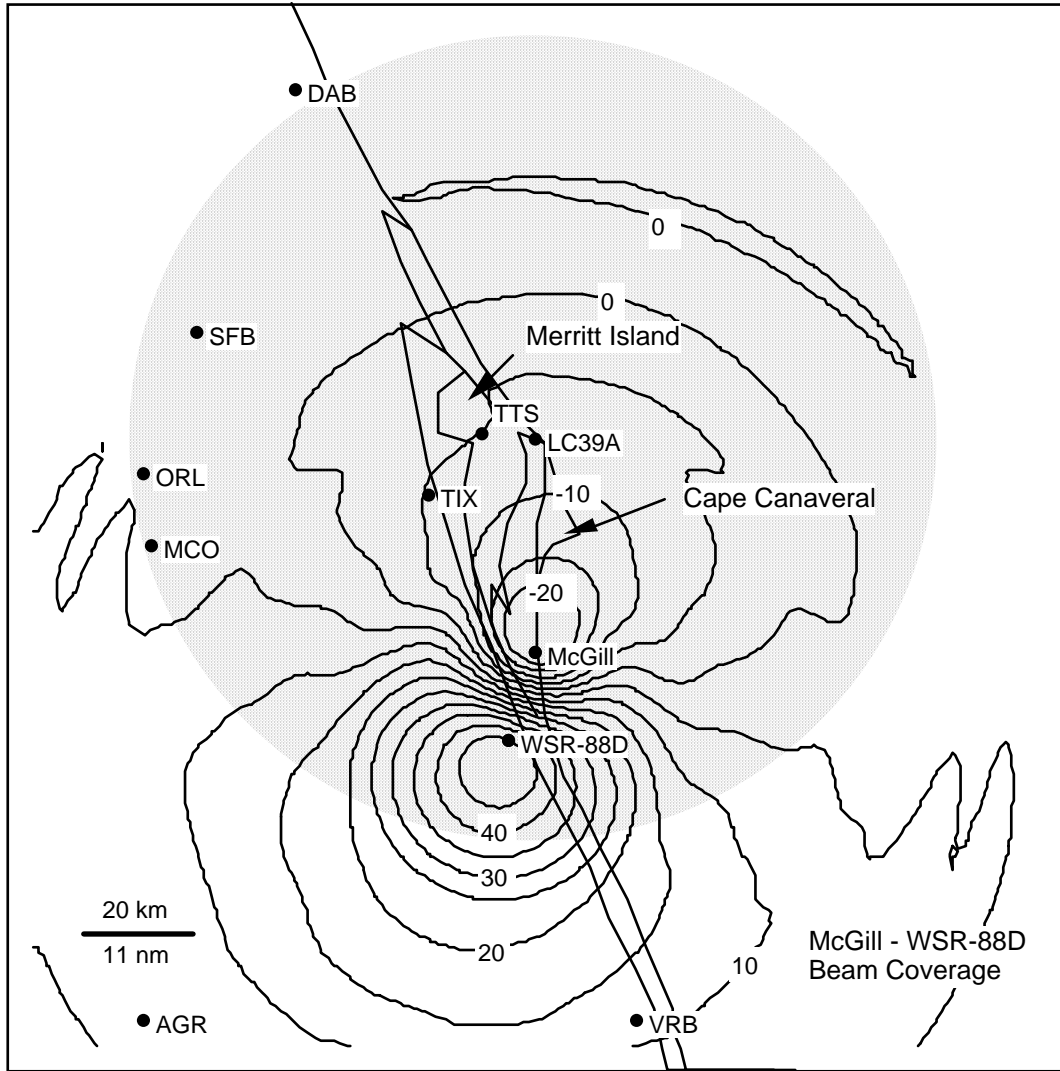 DAB
0
0
SFB
Merritt Island
TTS
LC39A
ORL
TIX
-10
Cape Canaveral
MCO
-20
McGill
WSR-88D
40
30
20 km
11 nm
20
10
McGill - WSR-88D
Beam Coverage
AGR
VRB